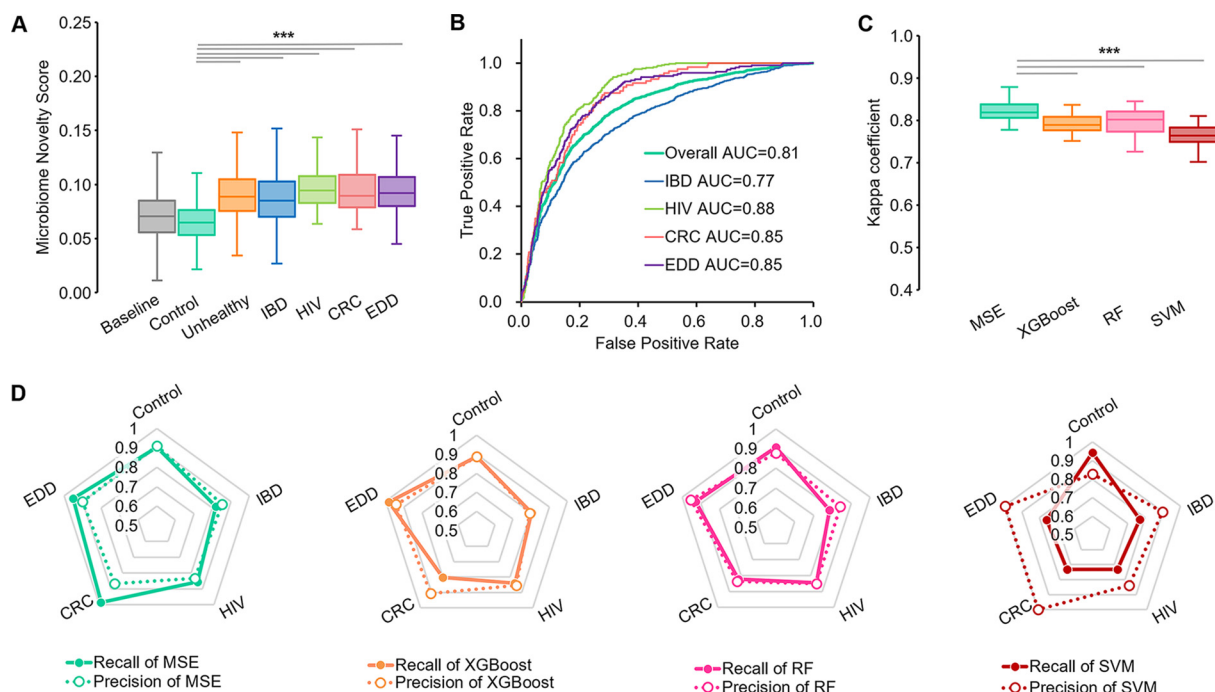 A
0.25
0.20
0.15
0.10
0.05
0.00
Microbiome Novelty Score
***
Baseline
Control
Unhealthy
IBD
HIV
CRC
EDD
B
1.0
0.8
0.6
0.4
0.2
0.0
True Positive Rate
Overall AUC=0.81
IBD AUC=0.77
HIV AUC=0.88
CRC AUC=0.85
EDD AUC=0.85
0.0 0.2 0.4 0.6 0.8 1.0
False Positive Rate
C
1.0
0.9
0.8
0.7
0.6
0.5
0.4
Kappa coefficient
***
MSE
XGBoost
RF
SVM
D
Control
1
0.9
0.8
0.7
0.6
0.5
EDD
IBD
CRC
HIV
Recall of MSE
Precision of MSE
Control
1
0.9
0.8
0.7
0.6
0.5
EDD
IBD
CRC
HIV
Recall of XGBoost
Precision of XGBoost
Control
1
0.9
0.8
0.7
0.6
0.5
EDD
IBD
CRC
HIV
Recall of RF
Precision of RF
Control
1
0.9
0.8
0.7
0.6
0.5
EDD
IBD
CRC
HIV
Recall of SVM
Precision of SVM